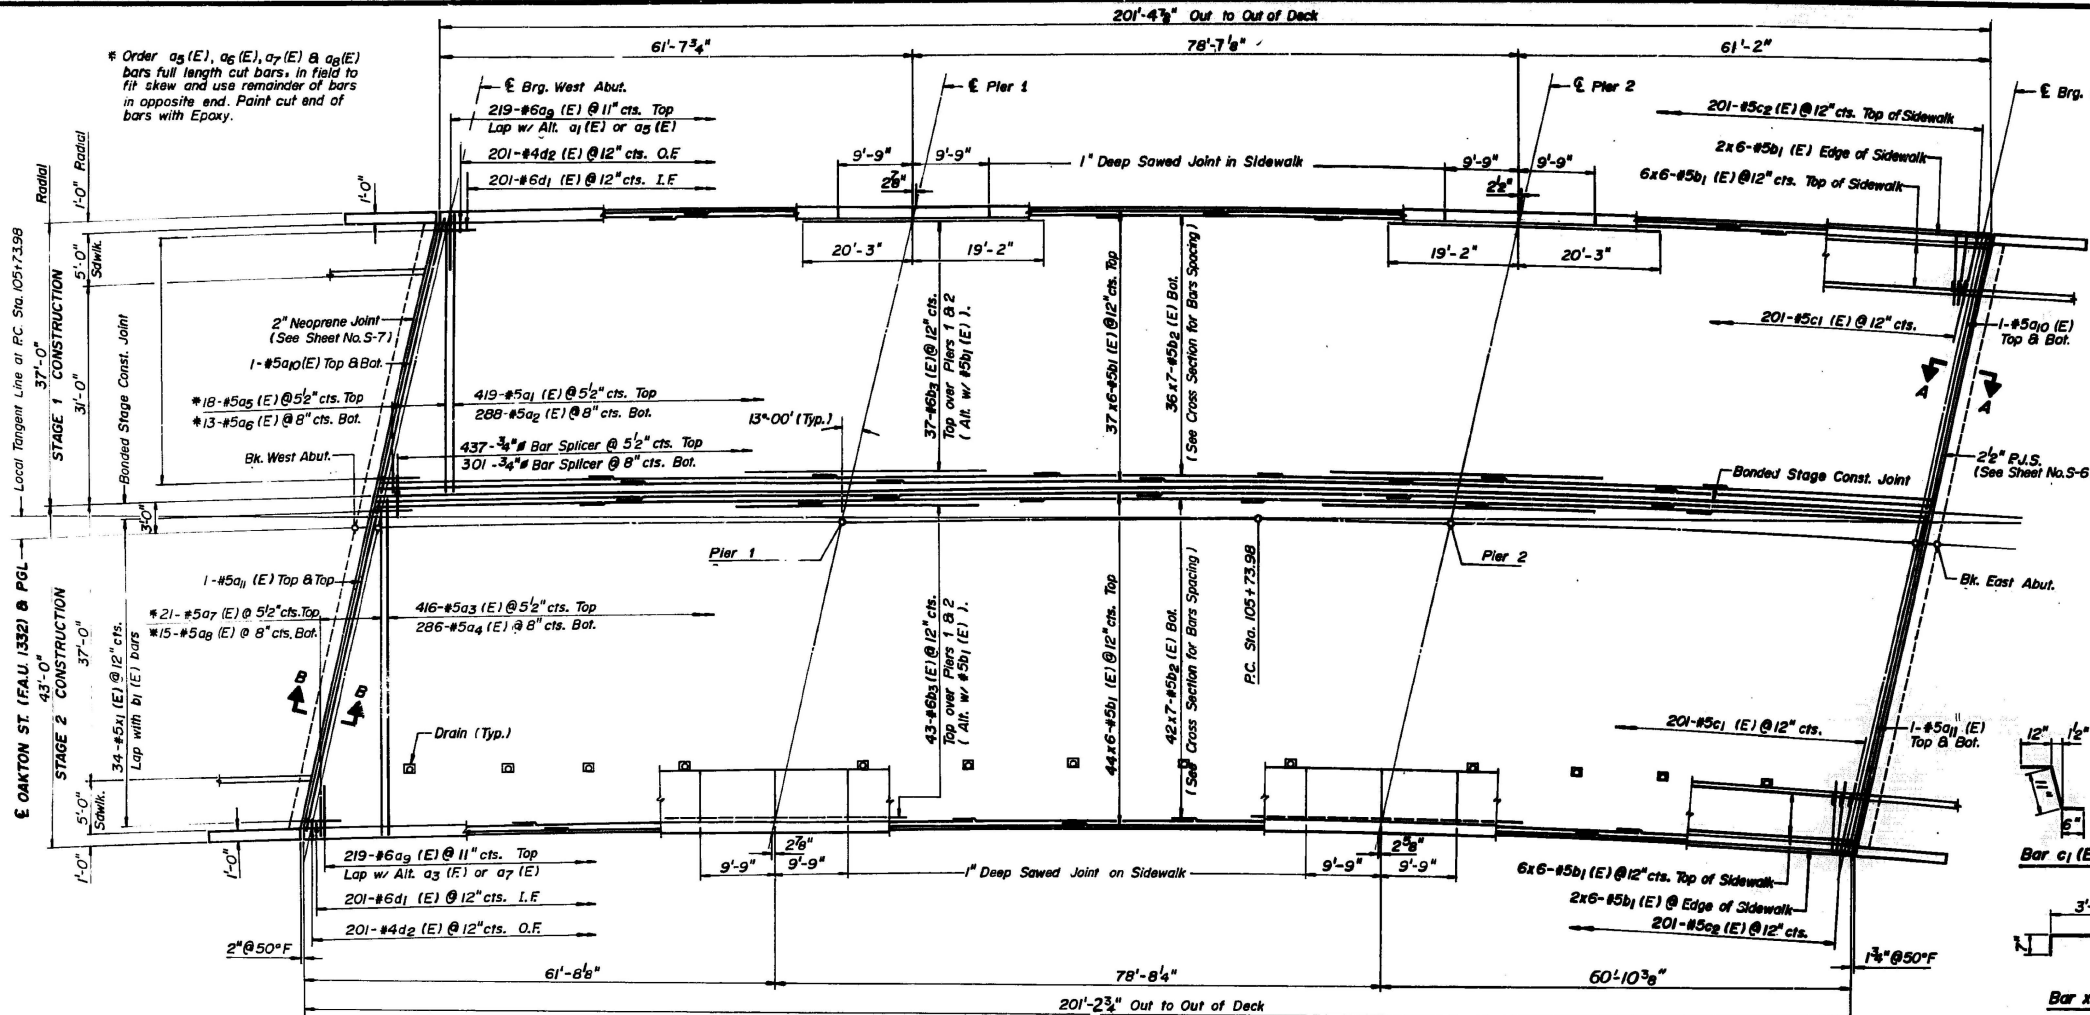 201'-4⅞" Out to Out of Deck
61'-7¾"
78'-7⅛"
61'-2"
* Order a5 (E), a6 (E), a7 (E) & a8(E)
bars full length cut bars, in field to
fit skew and use remainder of bars
in opposite end. Paint cut end of
bars with Epoxy.
℄ Brg. West Abut.
℄ Pier 1
℄ Pier 2
℄ Brg.
219-#6a9 (E) @ 11" cts. Top
Lap w/ Alt. a1 (E) or a5 (E)
201-#4d2 (E) @ 12" cts. O.F.
201-#6d1 (E) @ 12" cts. I.F.
9'-9"
9'-9"
2⅞"
1" Deep Sawed Joint in Sidewalk
9'-9"
9'-9"
2½"
201-#5c2 (E) @ 12" cts. Top of Sidewalk
2x6-#5b1 (E) Edge of Sidewalk
6x6-#5b1 (E) @ 12" cts. Top of Sidewalk
Radial
1'-0" Radial
1'-0"
5'-0"
Sdwlk.
20'-3"
19'-2"
19'-2"
20'-3"
Local Tangent Line at P.C. Sta. 105+73.98
37'-0"
STAGE 1 CONSTRUCTION
31'-0"
Bonded Stage Const. Joint
2" Neoprene Joint
(See Sheet No. S-7)
1-#5a10(E) Top & Bot.
*18-#5a5 (E) @ 5½" cts. Top
*13-#5a6 (E) @ 8" cts. Bot.
419-#5a1 (E) @ 5½" cts. Top
288-#5a2 (E) @ 8" cts. Bot.
437-¾"ø Bar Splicer @ 5½" cts. Top
301-¾"ø Bar Splicer @ 8" cts. Bot.
Bk. West Abut.
13°-00' (Typ.)
37-#6b3 (E) @ 12" cts.
Top over Piers 1 & 2
( Alt. w/ #5b1 (E) ).
37x6-#5b1 (E) @ 12" cts. Top
36x7-#5b2 (E) Bot.
(See Cross Section for Bars Spacing)
201-#5c1 (E) @ 12" cts.
1-#5a10 (E)
Top & Bot.
A
A
2½" P.J.S.
(See Sheet No. S-6
Bonded Stage Const. Joint
3'-0"
Pier 1
Pier 2
P.C. Sta. 105+73.98
Bk. East Abut.
℄ OAKTON ST. (F.A.U. 1332) & PGL
43'-0"
STAGE 2 CONSTRUCTION
37'-0"
34-#5x1 (E) @ 12" cts.
Lap with b1 (E) bars
1-#5a11 (E) Top & Top
*21-#5a7 (E) @ 5½" cts. Top
*15-#5a8 (E) @ 8" cts. Bot.
416-#5a3 (E) @ 5½" cts. Top
286-#5a4 (E) @ 8" cts. Bot.
43-#6b3 (E) @ 12" cts.
Top over Piers 1 & 2
( Alt. w/ #5b1 (E) ).
44x6-#5b1 (E) @ 12" cts. Top
42x7-#5b2 (E) Bot.
(See Cross Section for Bars Spacing)
B
B
Drain (Typ.)
201-#5c1 (E) @ 12" cts.
1-#5a11 (E)
Top & Bot.
12"
1½"
11"
6"
Bar c1 (E
5'-0"
Sdwlk.
1'-0"
1'-0"
219-#6a9 (E) @ 11" cts. Top
Lap w/ Alt. a3 (E) or a7 (E)
201-#6d1 (E) @ 12" cts. I.F.
201-#4d2 (E) @ 12" cts. O.F.
2⅞"
9'-9"
9'-9"
1" Deep Sawed Joint on Sidewalk
2⅝"
9'-9"
9'-9"
6x6-#5b1 (E) @ 12" cts. Top of Sidewalk
2x6-#5b1 (E) @ Edge of Sidewalk
201-#5c2 (E) @ 12" cts.
3'-
7"
2" @ 50°F
1¾" @ 50°F
61'-8⅛"
78'-8¼"
60'-10⅜"
201'-2¾" Out to Out of Deck
Bar x